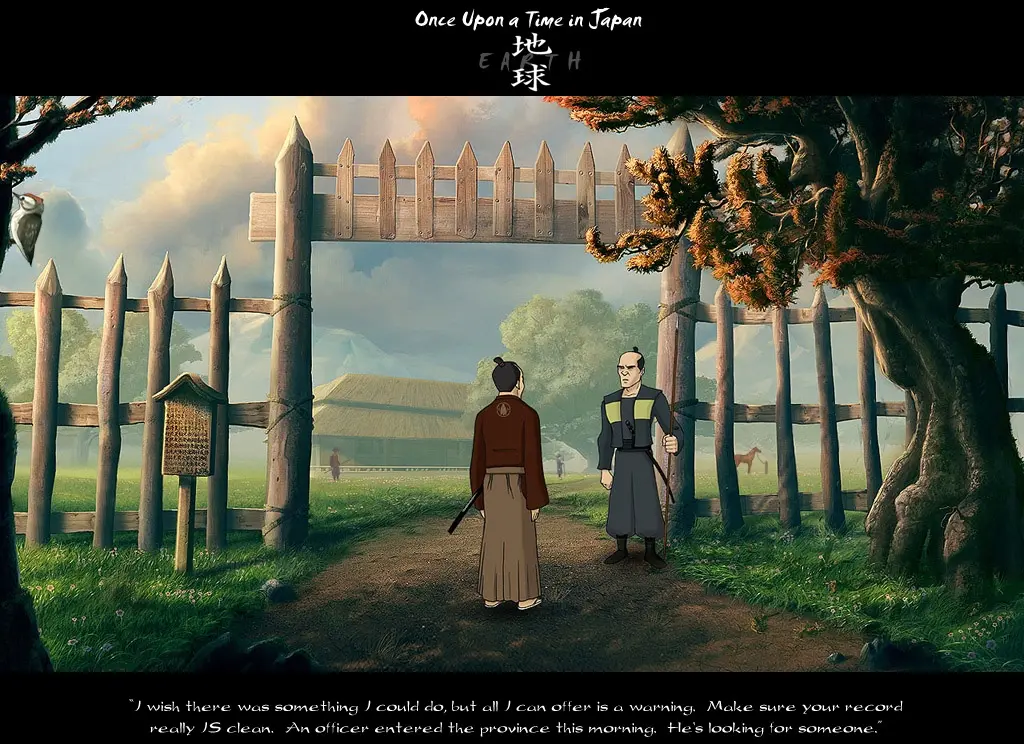 Once Upon a Time in Japan
地
EARTH
球
"I wish there was something I could do, but all I can offer is a warning.  Make sure your record
really IS clean.  An officer entered the province this morning.  He's looking for someone."